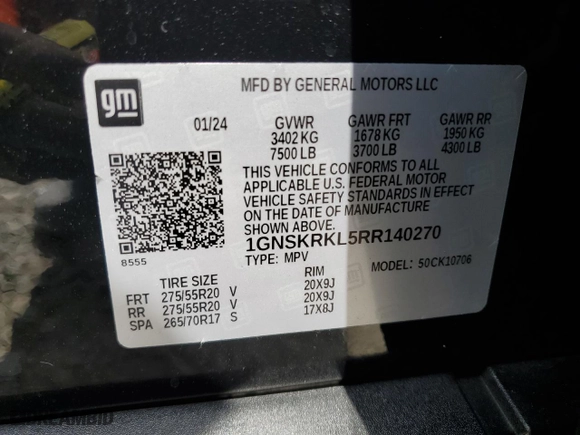 gm
MFD BY GENERAL MOTORS LLC
01/24 GVWR GAWR FRT GAWR RR
3402 KG 1678 KG 1950 KG
7500 LB 3700 LB 4300 LB
THIS VEHICLE CONFORMS TO ALL
APPLICABLE U.S. FEDERAL MOTOR
VEHICLE SAFETY STANDARDS IN EFFECT
ON THE DATE OF MANUFACTURE
SHOWN ABOVE.
1GNSKRKL5RR140270
8555 TYPE: MPV MODEL: 50CK10706
TIRE SIZE RIM
FRT 275/55R20 V 20X9J
RR 275/55R20 V 20X9J
SPA 265/70R17 S 17X8J